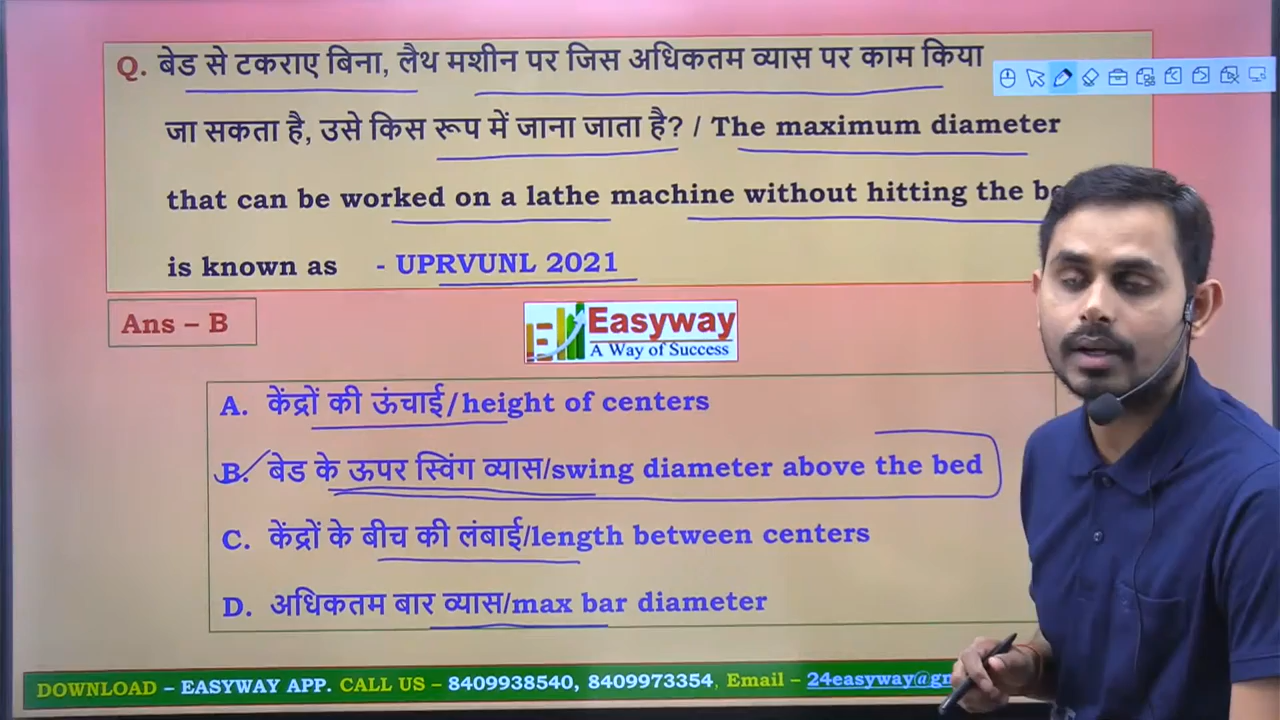 Q. बेड से टकराए बिना, लैथ मशीन पर जिस अधिकतम व्यास पर काम किया
जा सकता है, उसे किस रूप में जाना जाता है? / The maximum diameter
that can be worked on a lathe machine without hitting the
is known as - UPRVUNL 2021
Ans – B
Easyway
A Way of Success
A. केंद्रों की ऊंचाई/height of centers
B. बेड के ऊपर स्विंग व्यास/swing diameter above the bed
C. केंद्रों के बीच की लंबाई/length between centers
D. अधिकतम बार व्यास/max bar diameter
DOWNLOAD – EASYWAY APP. CALL US – 8409938540, 8409973354, Email – 24easyway@